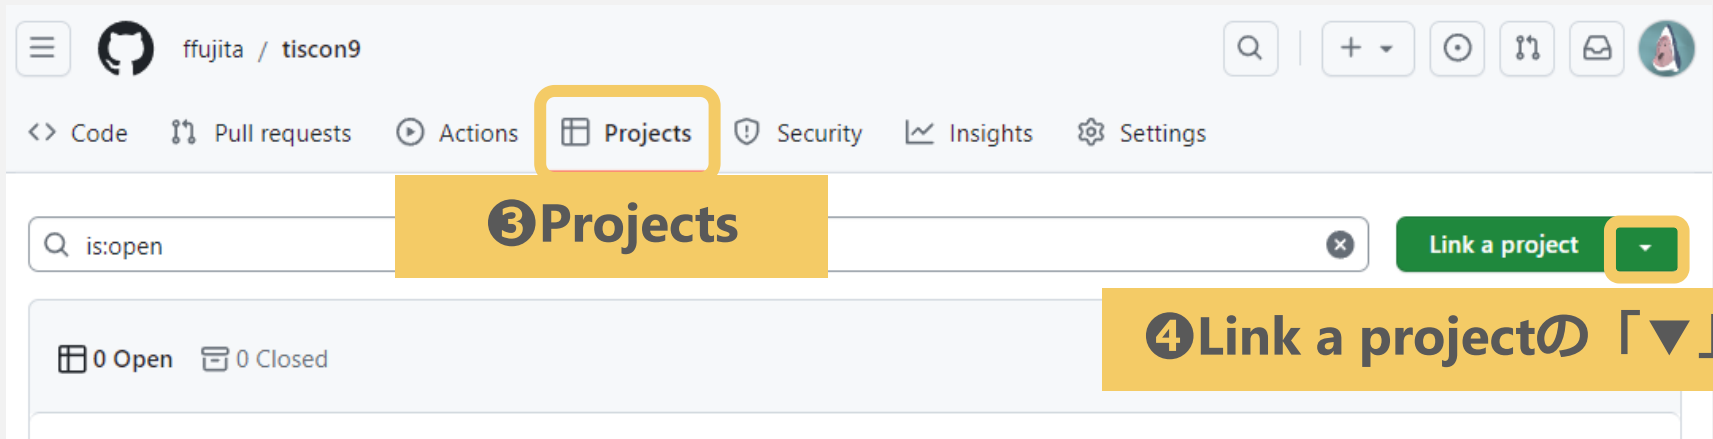 ffujita / tiscon9
Code Pull requests Actions Projects Security Insights Settings
❸Projects
is:open
Link a project
❹Link a projectの「▼」
0 Open 0 Closed